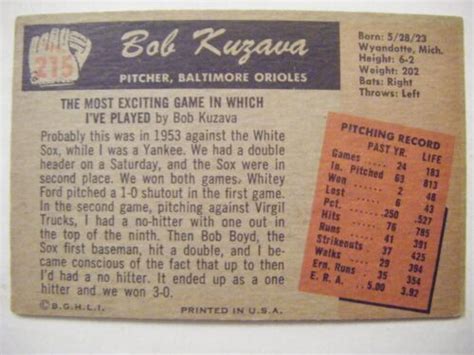 215
Bob Kuzava
PITCHER, BALTIMORE ORIOLES
Born: 5/28/23
Wyandotte, Mich.
Height: 6-2
Weight: 202
Bats: Right
Throws: Left
THE MOST EXCITING GAME IN WHICH
I'VE PLAYED by Bob Kuzava
Probably this was in 1953 against the White
Sox, while I was a Yankee. We had a double
header on a Saturday, and the Sox were in
second place. We won both games. Whitey
Ford pitched a 1-0 shutout in the first game.
In the second game, pitching against Virgil
Trucks, I had a no-hitter with one out in
the top of the ninth. Then Bob Boyd, the
Sox first baseman, hit a double, and I be-
came conscious of the fact that up to then
I'd had a no hitter. It ended up as a one
hitter and we won 3-0.
PITCHING RECORD
PAST YR. LIFE
Games 24 183
In. Pitched 63 813
Won 2 48
Lost 6 43
Pct. .250 .527
Hits 76 785
Runs 41 391
Strikeouts 37 425
Walks 29 394
Ern. Runs 35 354
E.R.A. 5.00 3.92
©B.G.H.L.I.
PRINTED IN U.S.A.